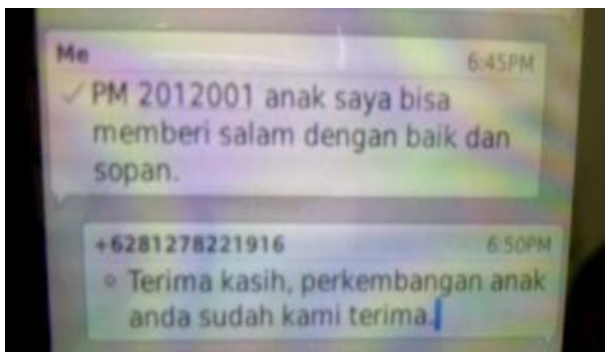 Me 6:45PM
✓ PM 2012001 anak saya bisa
memberi salam dengan baik dan
sopan.
+6281278221916 6:50PM
Terima kasih, perkembangan anak
anda sudah kami terima.